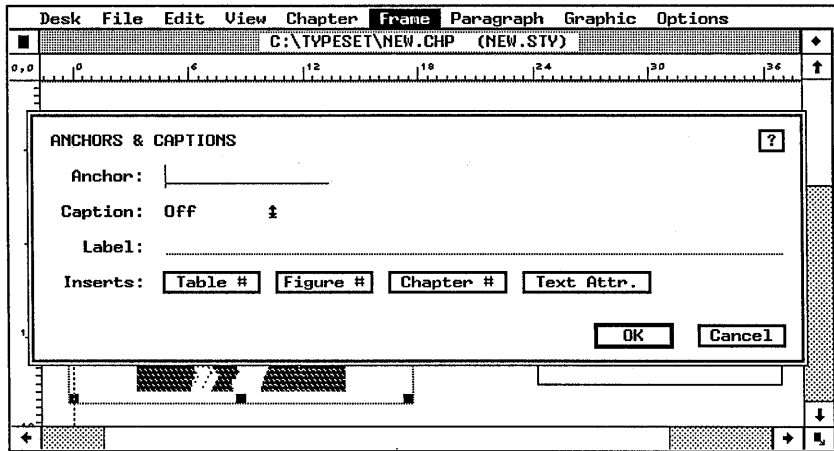 Desk File Edit View Chapter Frame Paragraph Graphic Options
C:\TYPESET\NEW.CHP (NEW.STY)
0,0 0 6 12 18 24 30 36
ANCHORS & CAPTIONS ?
Anchor:
Caption: Off
Label:
Inserts: Table # Figure # Chapter # Text Attr.
OK Cancel